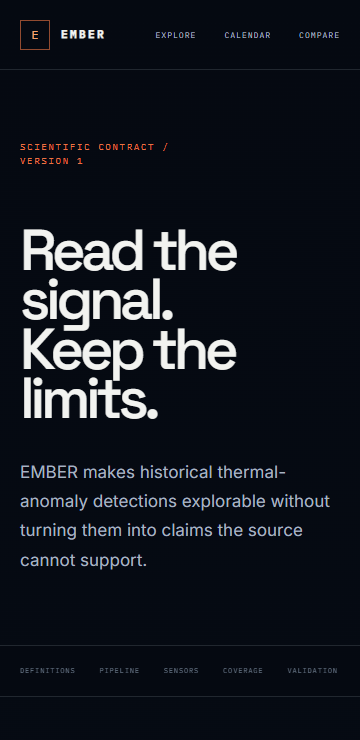 E EMBER EXPLORE CALENDAR COMPARE
SCIENTIFIC CONTRACT /
VERSION 1
Read the
signal.
Keep the
limits.
EMBER makes historical thermal-
anomaly detections explorable without
turning them into claims the source
cannot support.
DEFINITIONS PIPELINE SENSORS COVERAGE VALIDATION